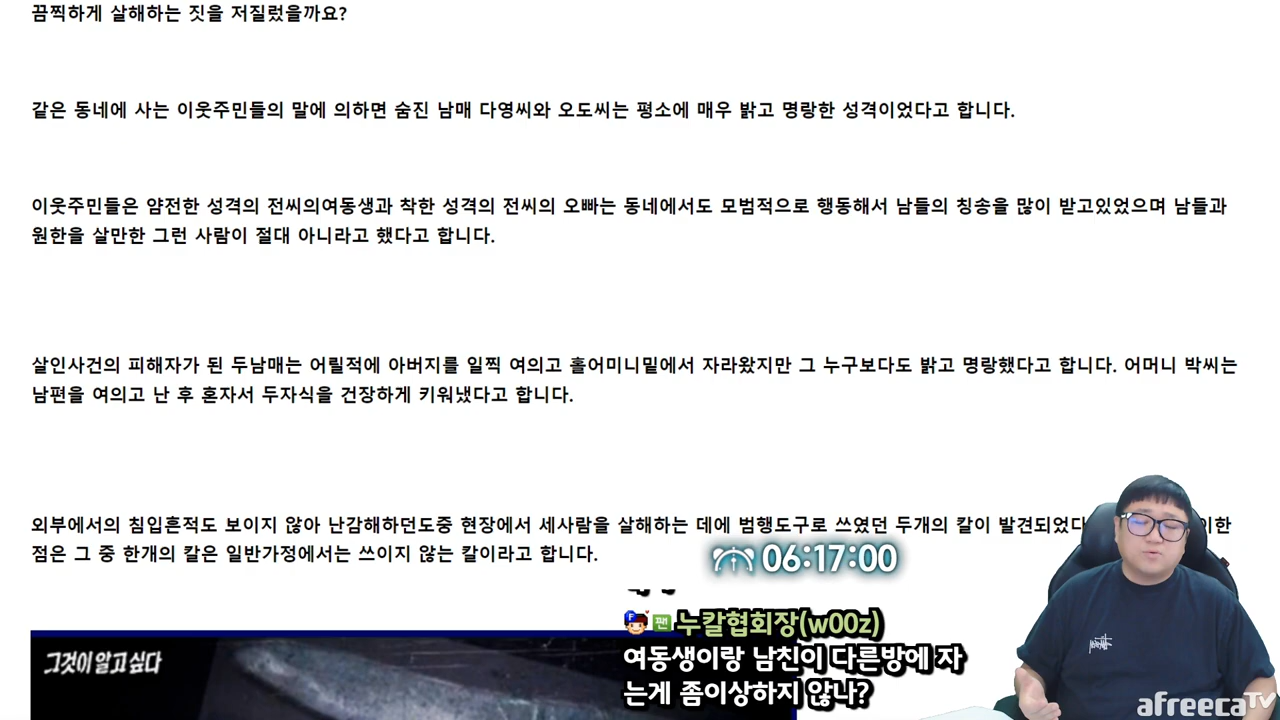 끔찍하게 살해하는 짓을 저질렀을까요?
같은 동네에 사는 이웃주민들의 말에 의하면 숨진 남매 다영씨와 오도씨는 평소에 매우 밝고 명랑한 성격이었다고 합니다.
이웃주민들은 얌전한 성격의 전씨의여동생과 착한 성격의 전씨의 오빠는 동네에서도 모범적으로 행동해서 남들의 칭송을 많이 받고있었으며 남들과
원한을 살만한 그런 사람이 절대 아니라고 했다고 합니다.
살인사건의 피해자가 된 두남매는 어릴적에 아버지를 일찍 여의고 홀어미니밑에서 자라왔지만 그 누구보다도 밝고 명랑했다고 합니다. 어머니 박씨는
남편을 여의고 난 후 혼자서 두자식을 건장하게 키워냈다고 합니다.
외부에서의 침입흔적도 보이지 않아 난감해하던도중 현장에서 세사람을 살해하는 데에 범행도구로 쓰였던 두개의 칼이 발견되었다
점은 그 중 한개의 칼은 일반가정에서는 쓰이지 않는 칼이라고 합니다.
06:17:00
F 팬 누칼협회장(w00z)
여동생이랑 남친이 다른방에 자
는게 좀이상하지 않나?
그것이 알고싶다
afreecaTV